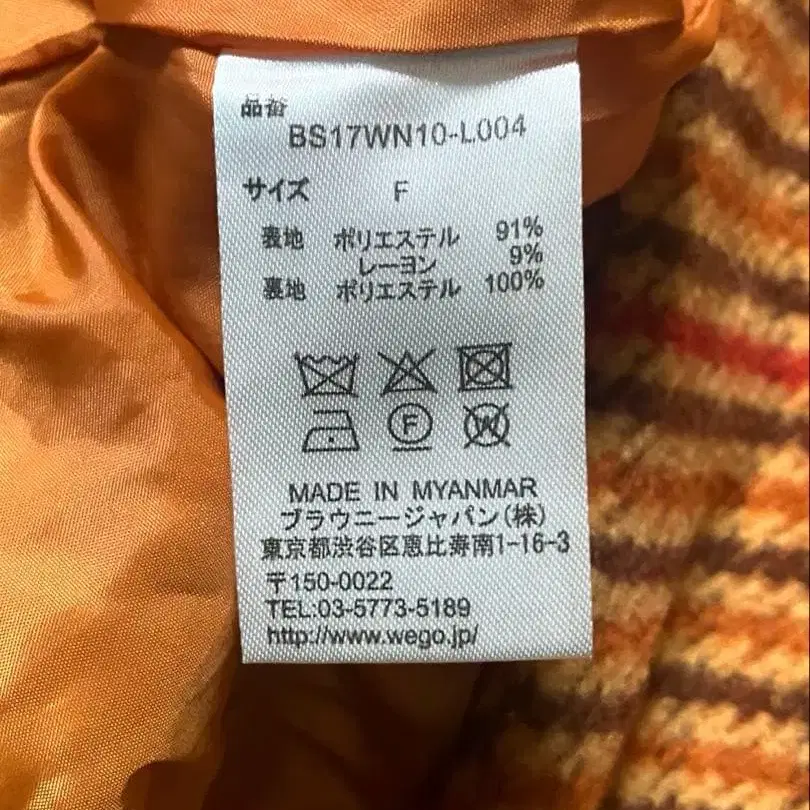 品番
BS17WN10-L004
サイズ F
表地 ポリエステル 91%
レーヨン 9%
裏地 ポリエステル 100%
F W
MADE IN MYANMAR
ブラウニージャパン(株)
東京都渋谷区恵比寿南1-16-3
〒150-0022
TEL:03-5773-5189
http://www.wego.jp/